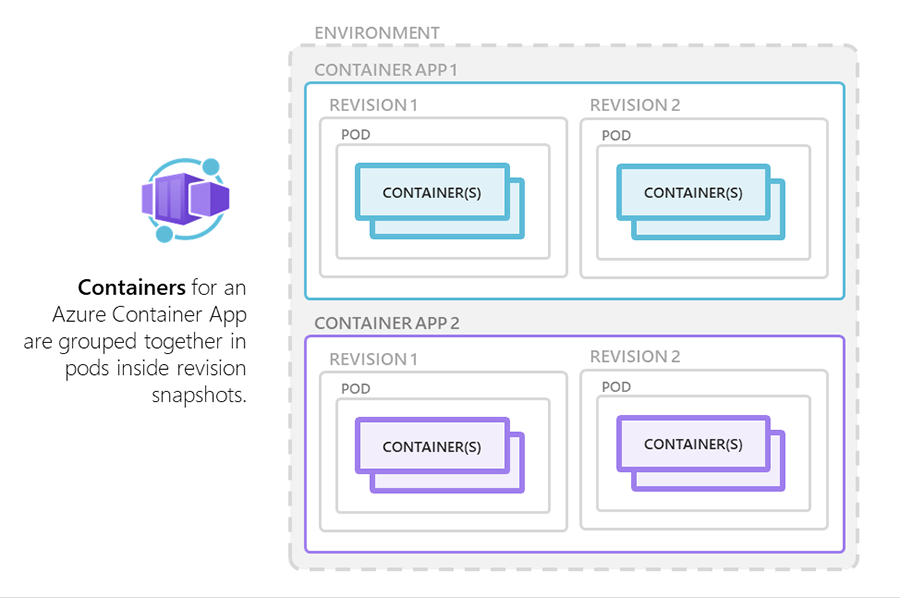 Containers for an
Azure Container App
are grouped together in
pods inside revision
snapshots.
ENVIRONMENT
CONTAINER APP 1
REVISION 1
POD
CONTAINER(S)
REVISION 2
POD
CONTAINER(S)
CONTAINER APP 2
REVISION 1
POD
CONTAINER(S)
REVISION 2
POD
CONTAINER(S)